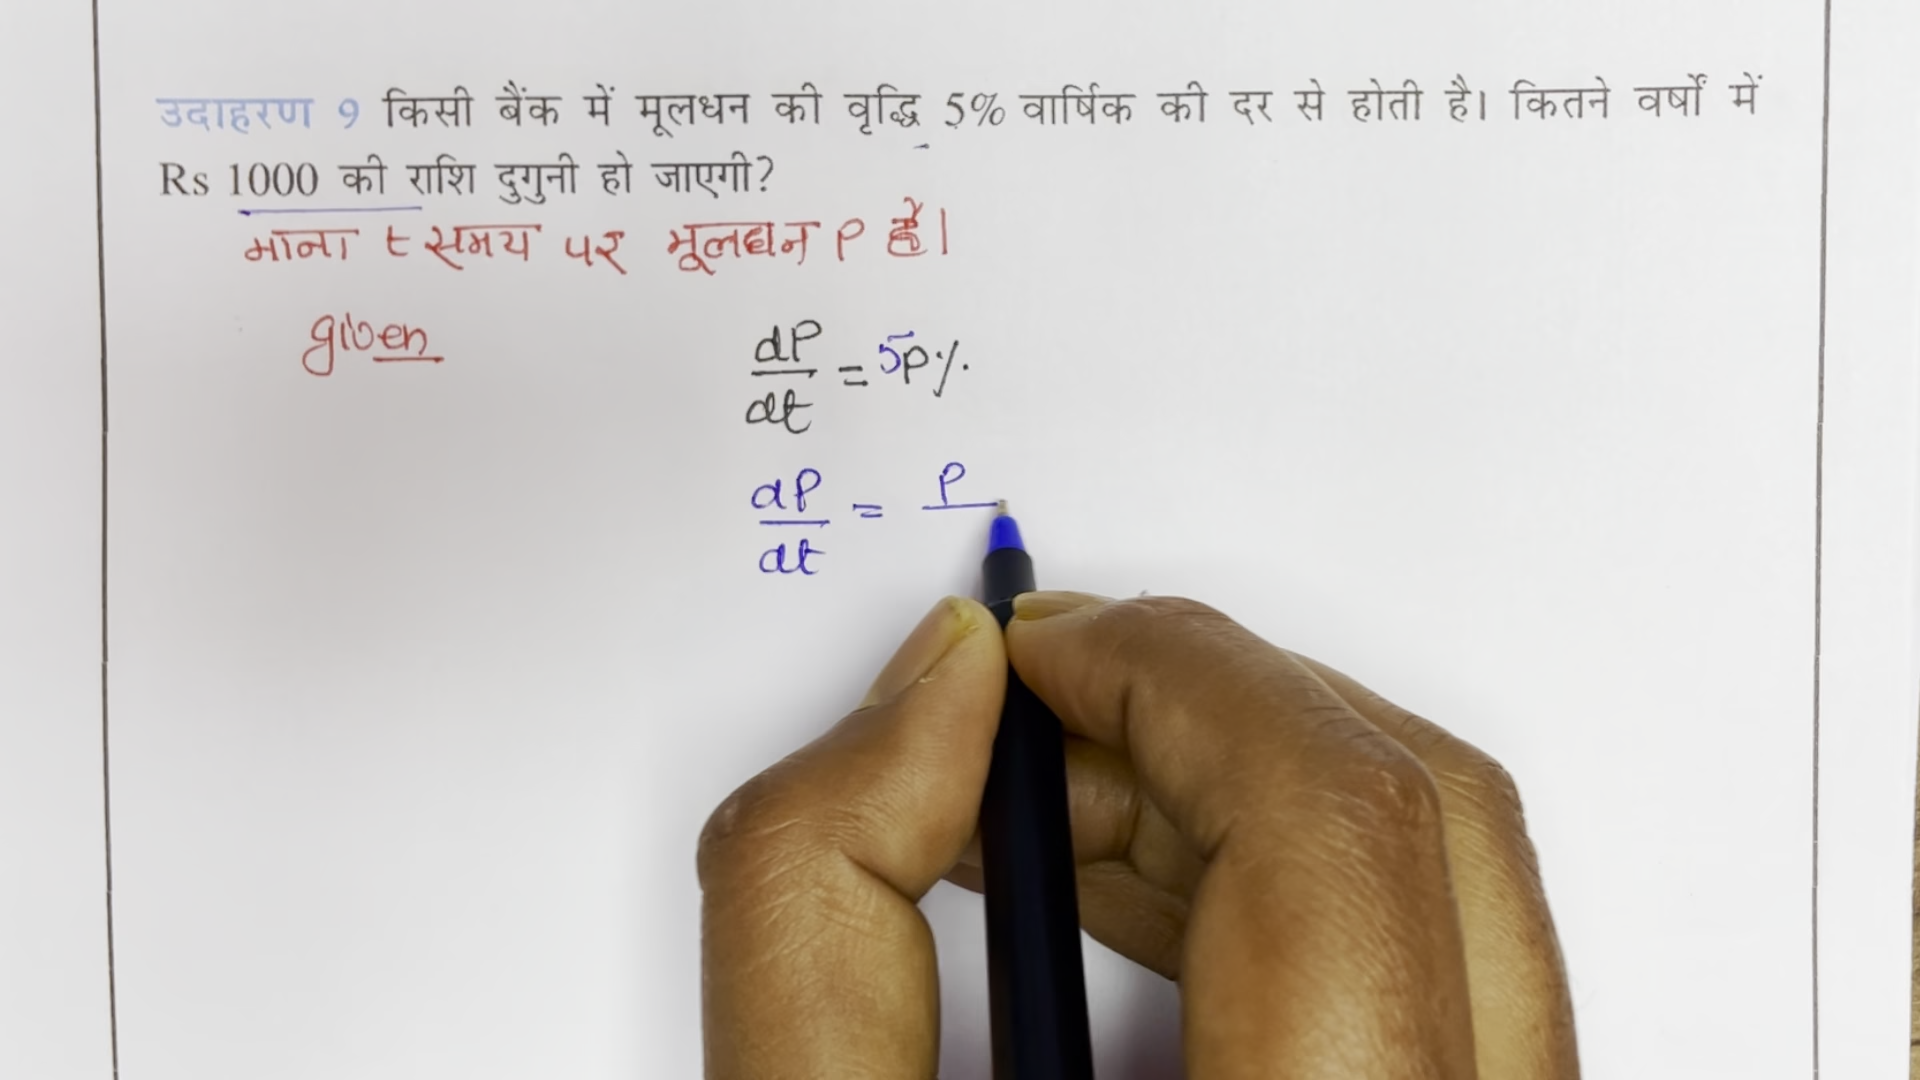 उदाहरण 9 किसी बैंक में मूलधन की वृद्धि 5% वार्षिक की दर से होती है। कितने वर्षों में
Rs 1000 की राशि दुगुनी हो जाएगी?
माना t समय पर मूलधन P है।
given
dP/dt = 5P%
dP/dt = P